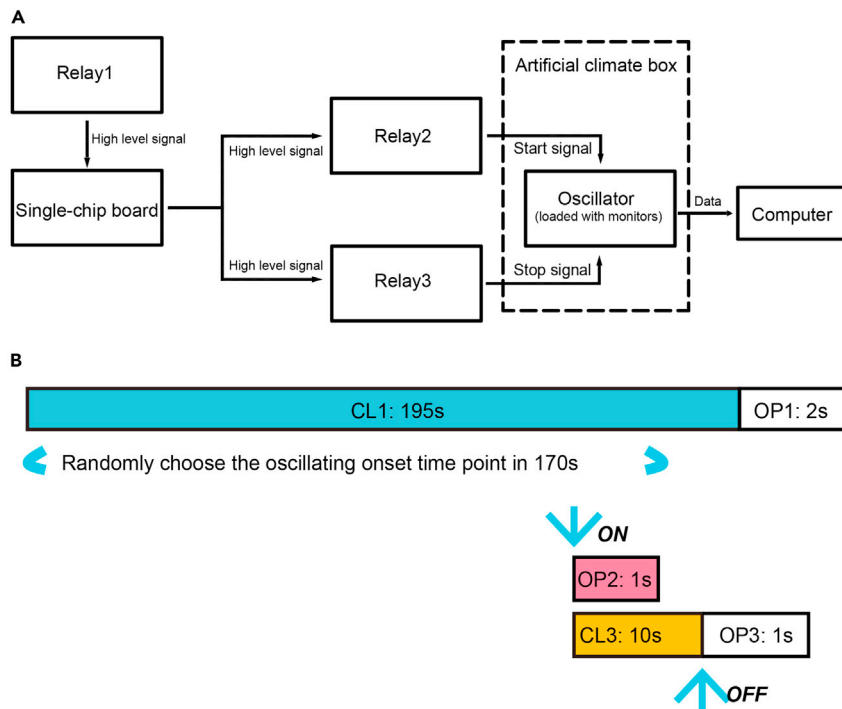 A
Relay1
High level signal
Single-chip board
High level signal
Relay2
High level signal
Relay3
Artificial climate box
Start signal
Oscillator
(loaded with monitors)
Stop signal
Data
Computer
B
CL1: 195s
OP1: 2s
Randomly choose the oscillating onset time point in 170s
ON
OP2: 1s
CL3: 10s
OP3: 1s
OFF